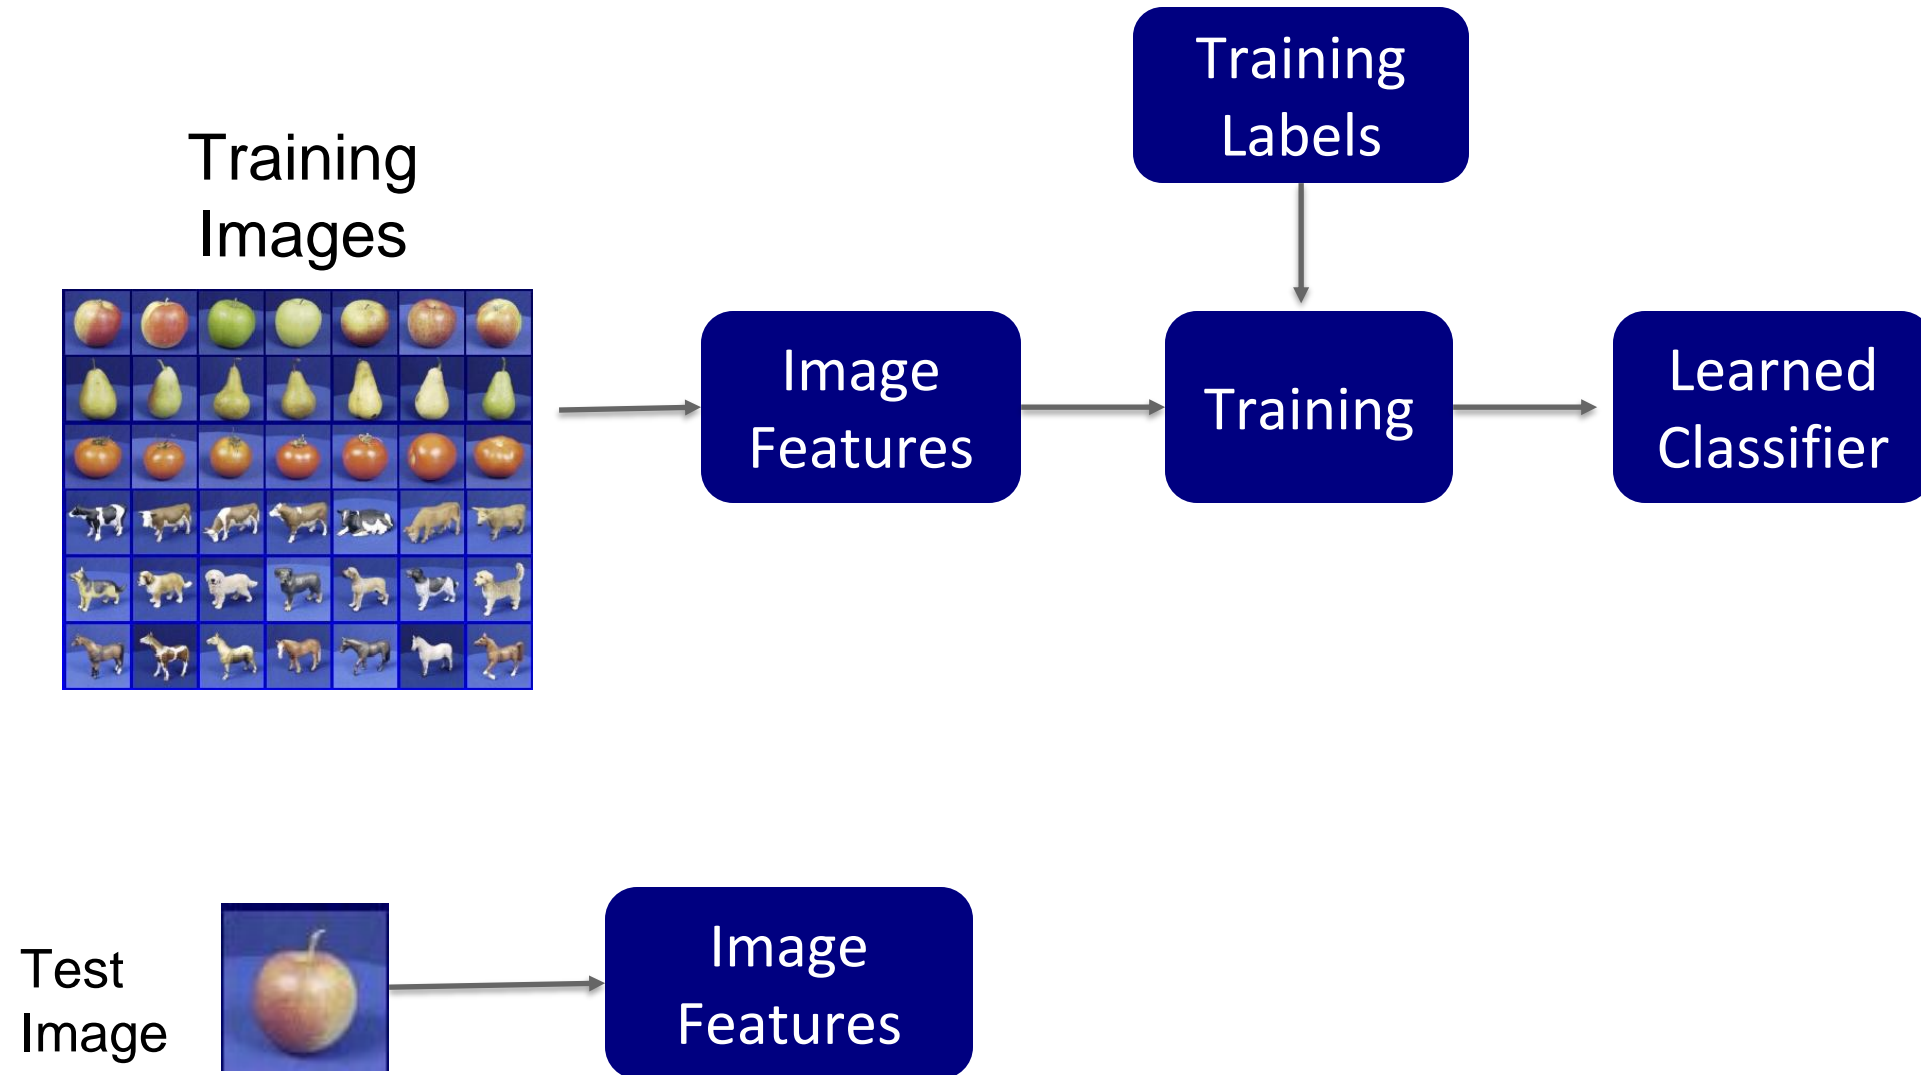 Training
Labels
Training
Images
Image
Features
Training
Learned
Classifier
Test
Image
Image
Features